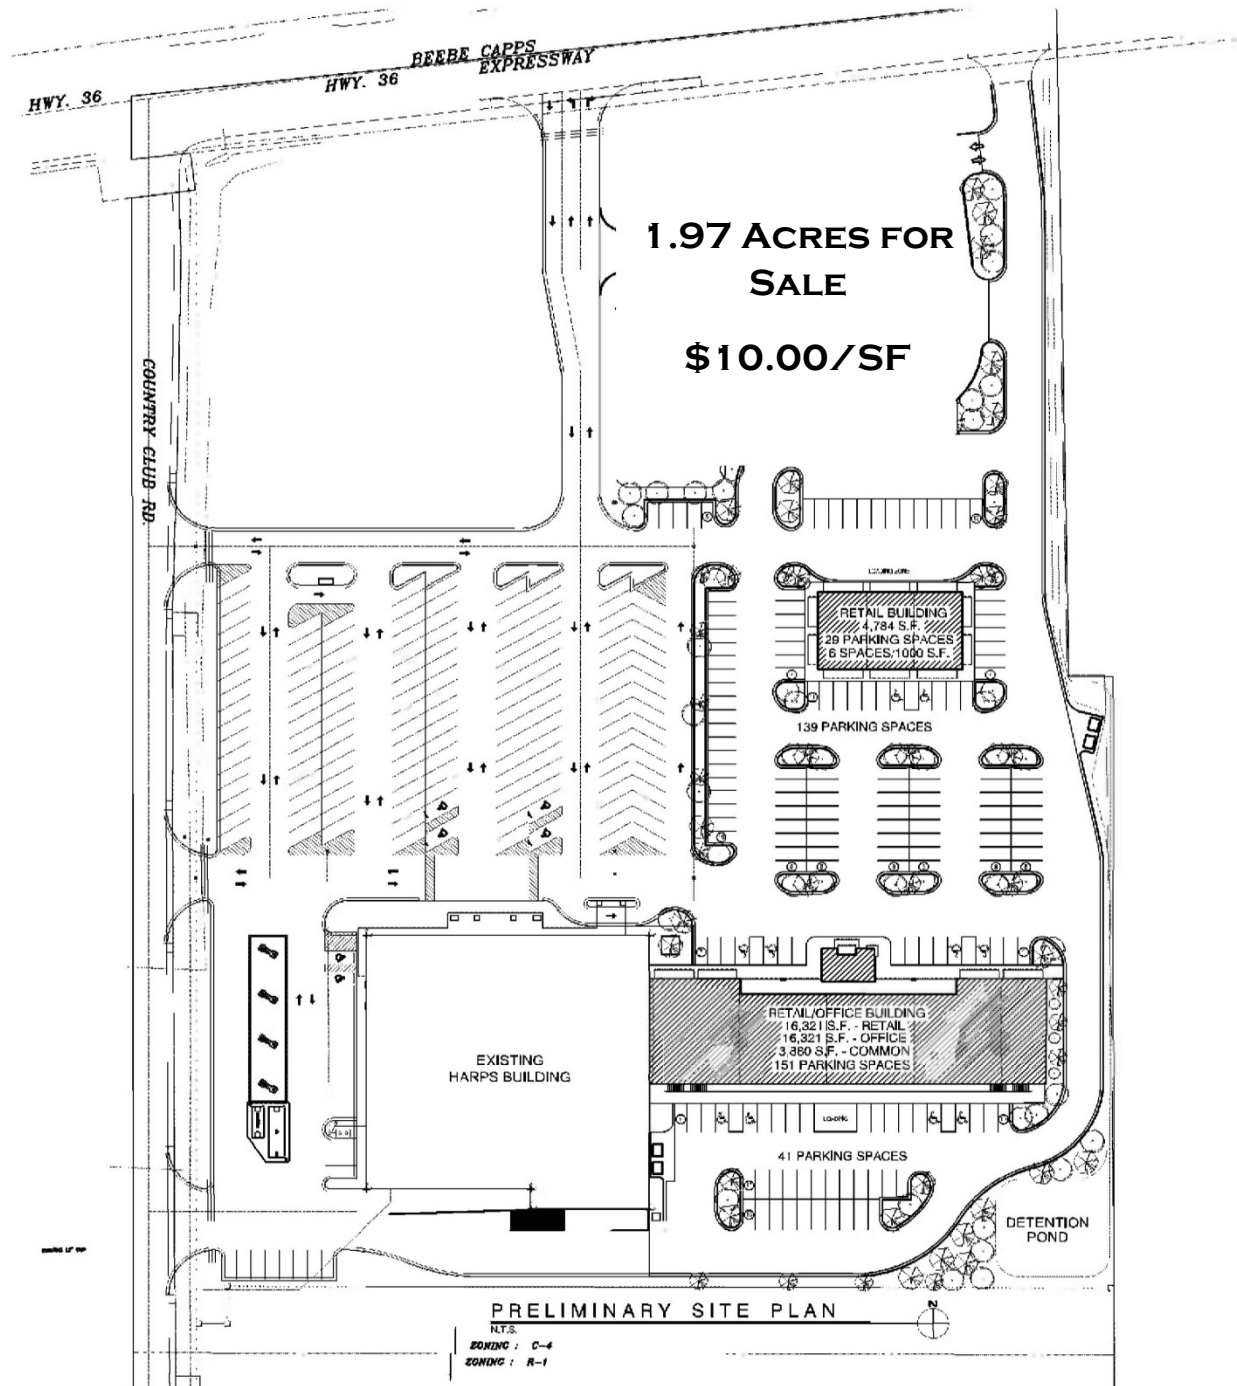 BEEBE CAPPS
EXPRESSWAY
HWY. 36
HWY. 36
1.97 ACRES FOR
SALE
$10.00/SF
COUNTRY CLUB RD.
LOADING ZONE
RETAIL BUILDING
4,784 S.F.
29 PARKING SPACES
6 SPACES/1000 S.F.
139 PARKING SPACES
RETAIL/OFFICE BUILDING
16,321 S.F. - RETAIL
16,321 S.F. - OFFICE
3,880 S.F. - COMMON
151 PARKING SPACES
EXISTING
HARPS BUILDING
LOADING
41 PARKING SPACES
DETENTION
POND
PRELIMINARY SITE PLAN
N
N.T.S.
ZONING : C-4
ZONING : R-1